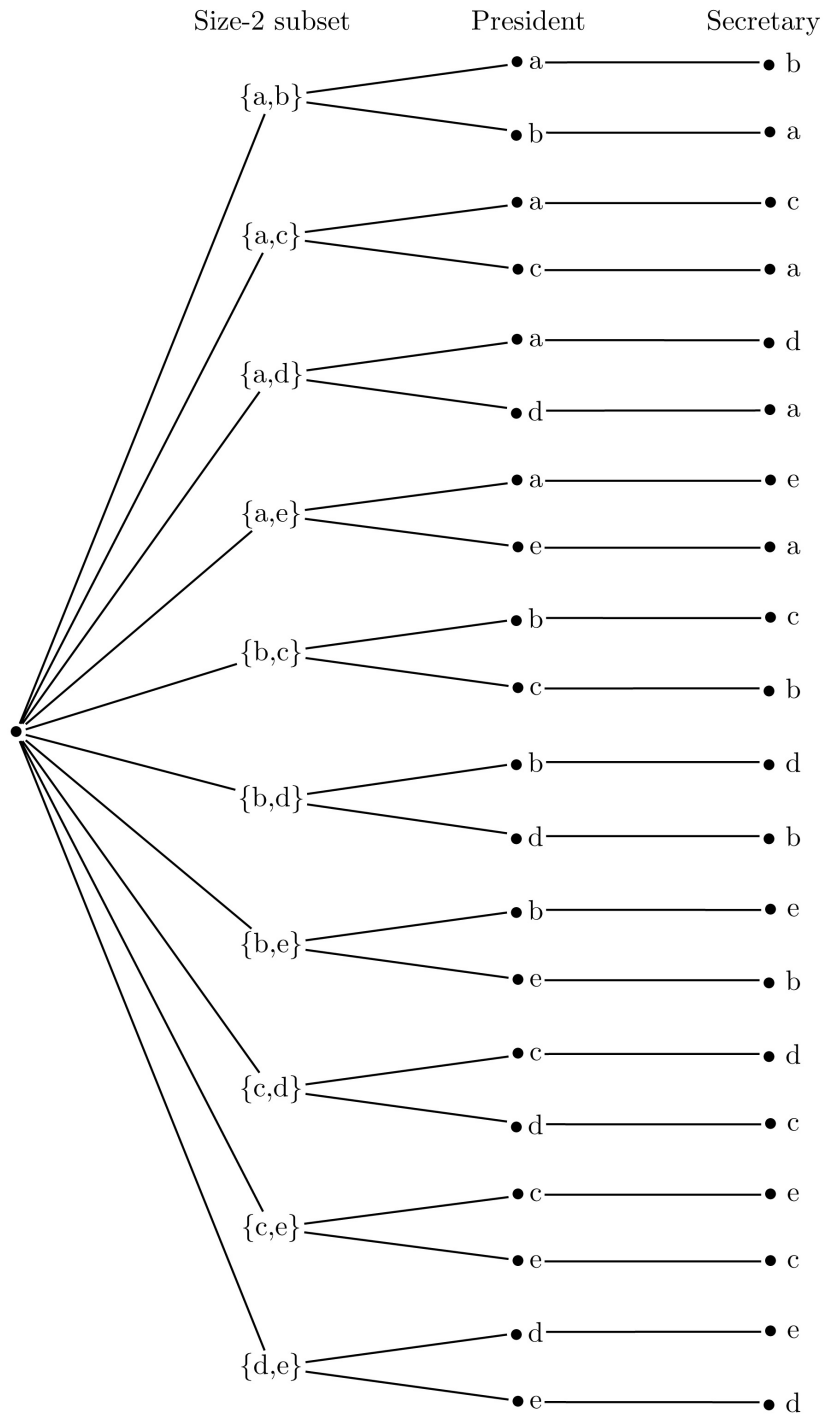 Size-2 subset President Secretary
a b
{a,b}
b a
a c
{a,c}
c a
a d
{a,d}
d a
a e
{a,e}
e a
b c
{b,c}
c b
b d
{b,d}
d b
b e
{b,e}
e b
c d
{c,d}
d c
c e
{c,e}
e c
d e
{d,e}
e d